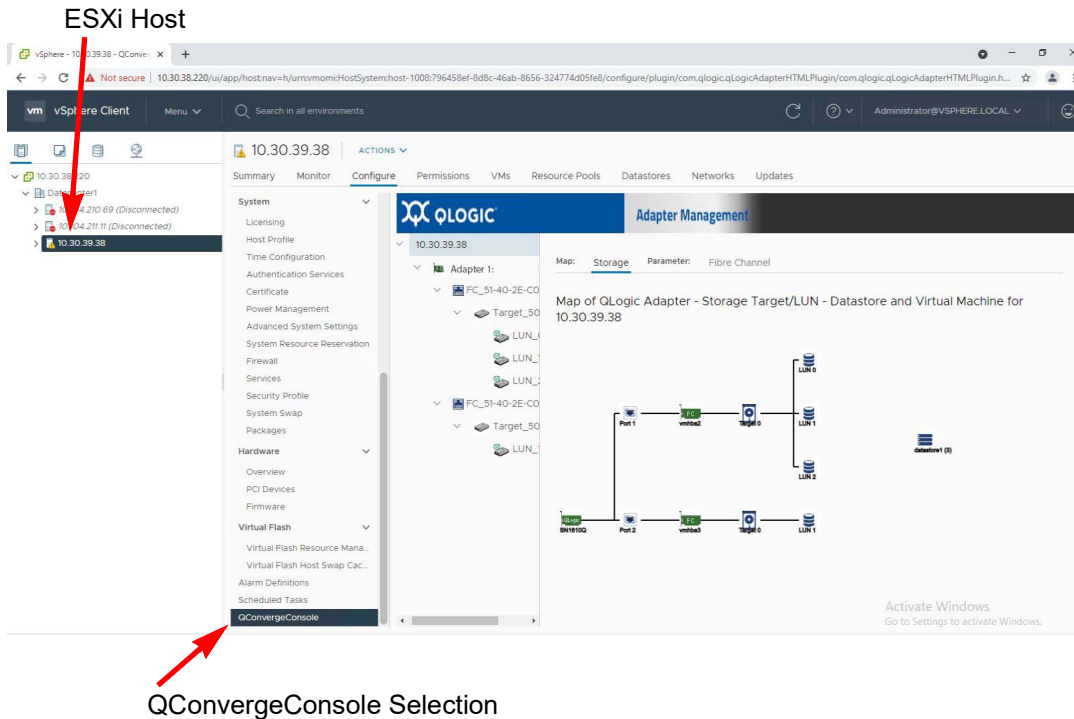 ESXi Host
vSphere - 10.30.39.38 - QConver
Not secure | 10.30.38.220/ui/app/host;nav=h/urn:vmomi:HostSystem:host-1008:796458ef-8d8c-46ab-8656-324774d05fe8/configure/plugin/com.qlogic.qLogicAdapterHTMLPlugin/com.qlogic.qLogicAdapterHTMLPlugin.h...
vm vSphere Client Menu Search in all environments Administrator@VSPHERE.LOCAL
10.30.39.38 ACTIONS
Summary Monitor Configure Permissions VMs Resource Pools Datastores Networks Updates
10.30.38.220
Datacenter1
(Disconnected)
(Disconnected)
10.30.39.38
System
Licensing
Host Profile
Time Configuration
Authentication Services
Certificate
Power Management
Advanced System Settings
System Resource Reservation
Firewall
Services
Security Profile
System Swap
Packages
Hardware
Overview
PCI Devices
Firmware
Virtual Flash
Virtual Flash Resource Mana...
Virtual Flash Host Swap Cac...
Alarm Definitions
Scheduled Tasks
QConvergeConsole
QLOGIC Adapter Management
10.30.39.38
Adapter 1:
FC_51-40-2E-C0
Target_50
LUN_
LUN_
LUN_
FC_51-40-2E-C0
Target_50
LUN_
Map: Storage Parameter: Fibre Channel
Map of QLogic Adapter - Storage Target/LUN - Datastore and Virtual Machine for
10.30.39.38
LUN 0
FC
Port 1 vmhba2 Target 0 LUN 1
datastore1 (3)
LUN 2
QLogic FC
SN1610Q Port 2 vmhba3 Target 0 LUN 1
Activate Windows
Go to Settings to activate Windows.
QConvergeConsole Selection